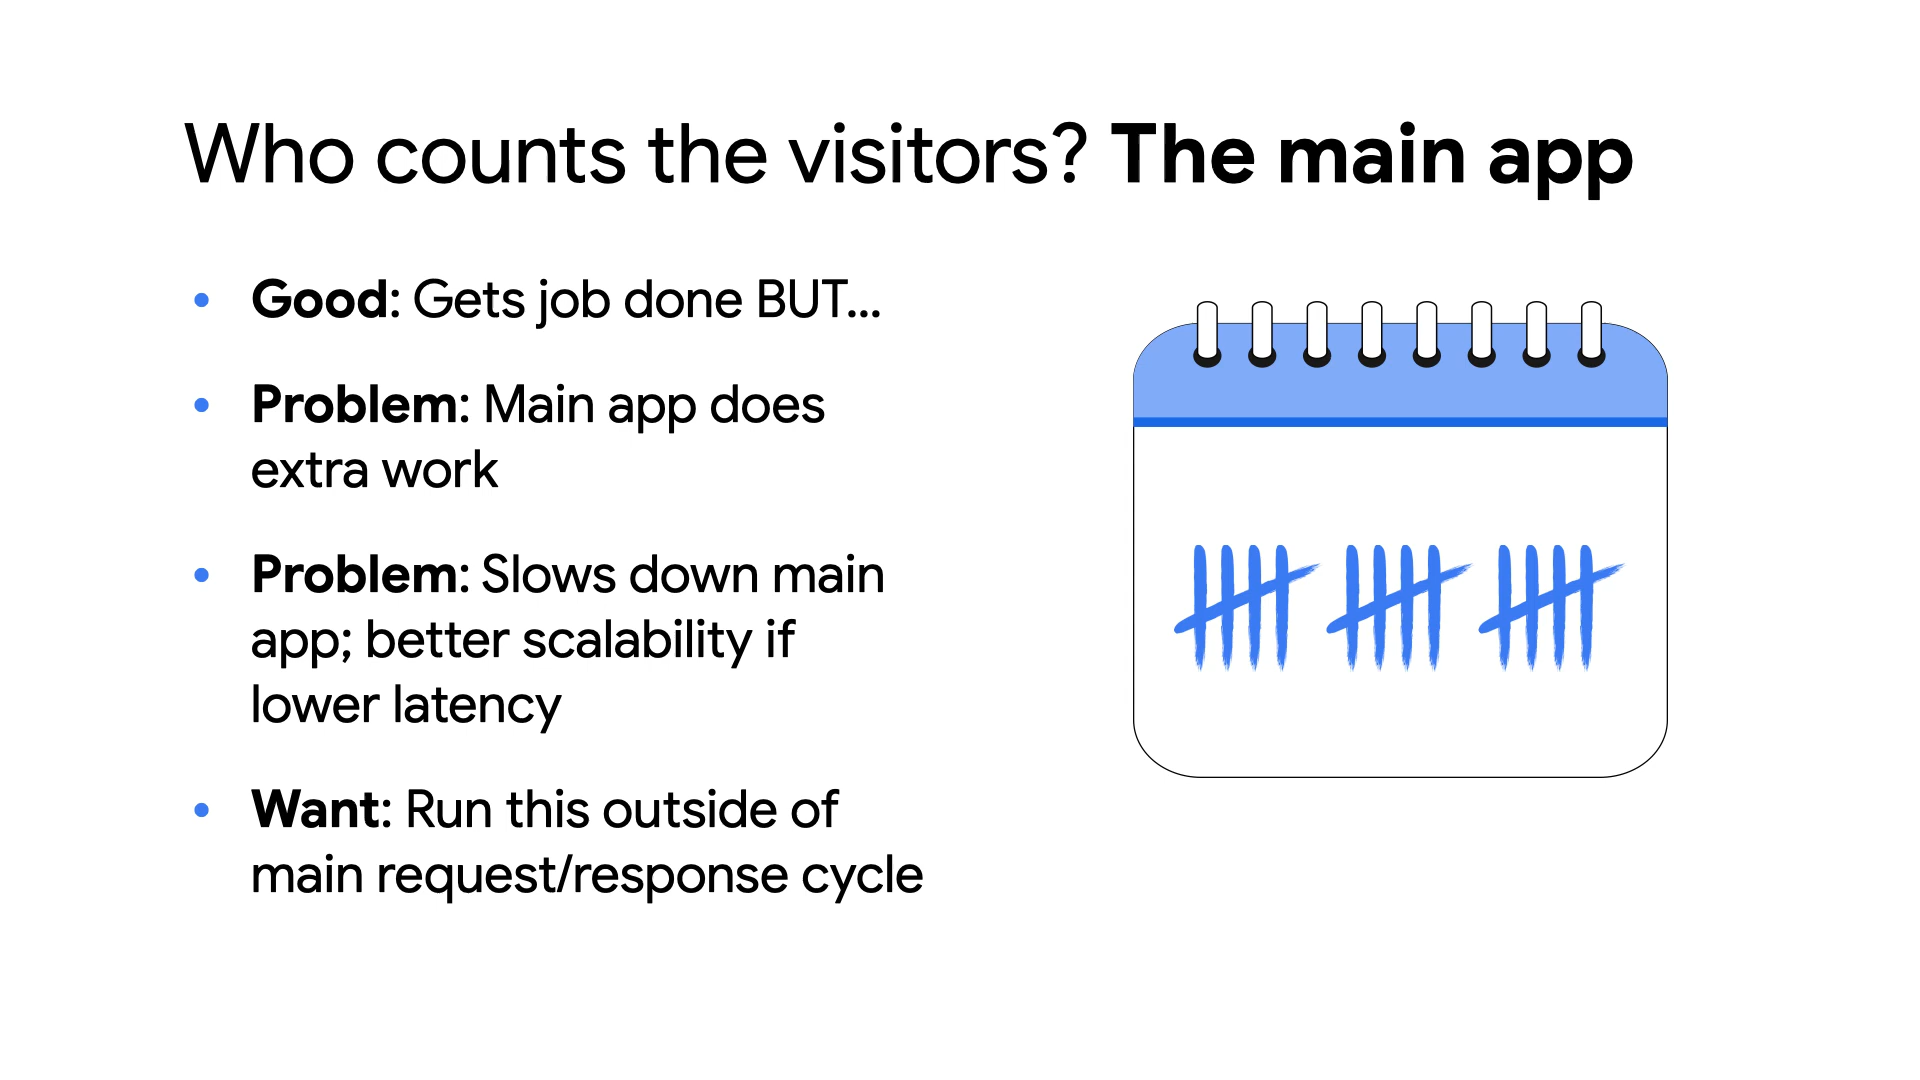 Who counts the visitors? The main app
• Good: Gets job done BUT...
• Problem: Main app does
extra work
• Problem: Slows down main
app; better scalability if
lower latency
• Want: Run this outside of
main request/response cycle